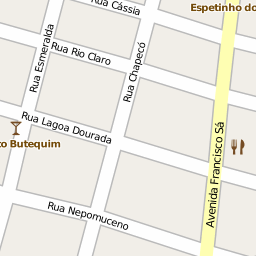 Rua Cássia
Espetinho do
Rua Esmeralda
Rua Rio Claro
Rua Chapecó
Rua Lagoa Dourada
to Butequim
Avenida Francisco Sá
Rua Nepomuceno